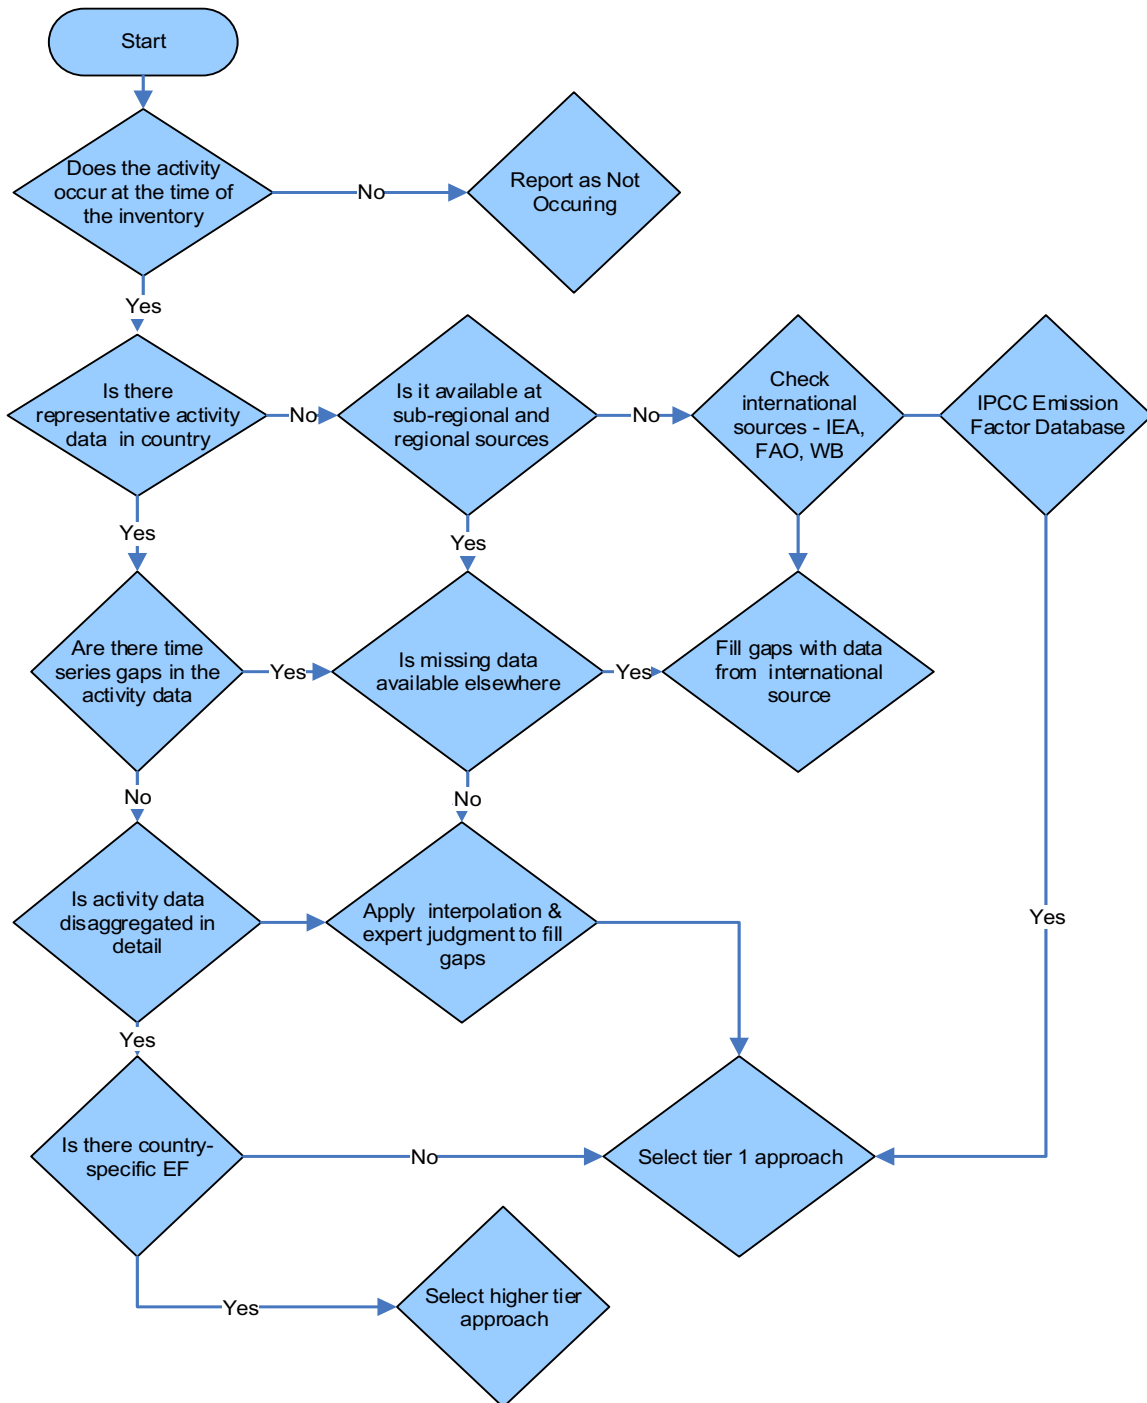 Start
Does the activity
occur at the time of
the inventory
No
Report as Not
Occuring
Yes
Is there
representative activity
data in country
No
Is it available at
sub-regional and
regional sources
No
Check
international
sources - IEA,
FAO, WB
IPCC Emission
Factor Database
Yes
Yes
Are there time
series gaps in the
activity data
Yes
Is missing data
available elsewhere
Yes
Fill gaps with data
from international
source
No
No
Is activity data
disaggregated in
detail
Apply interpolation &
expert judgment to fill
gaps
Yes
Yes
Is there country-
specific EF
No
Select tier 1 approach
Yes
Select higher tier
approach